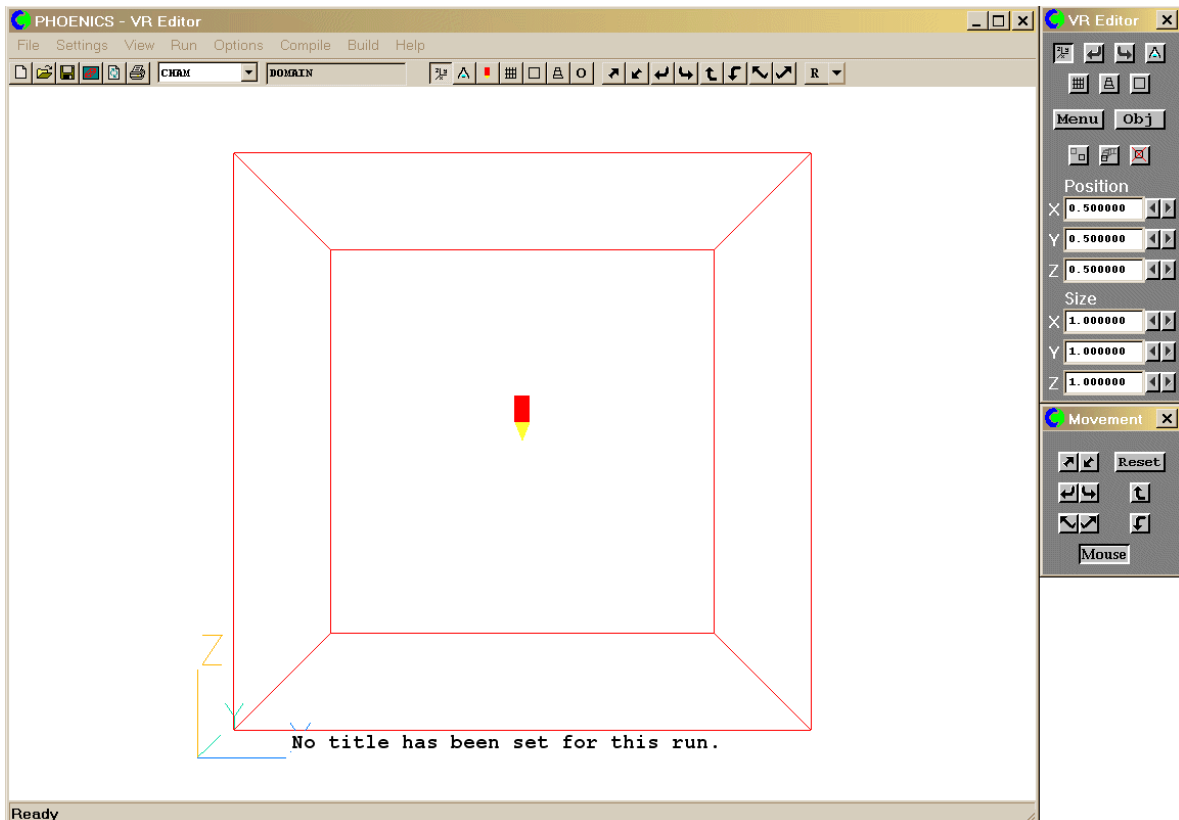 PHOENICS - VR Editor
File Settings View Run Options Compile Build Help
CHAM DOMAIN A O R
Z
Y
No title has been set for this run.
Ready
VR Editor
Menu Obj
Position
X 0.500000
Y 0.500000
Z 0.500000
Size
X 1.000000
Y 1.000000
Z 1.000000
Movement
Reset
Mouse